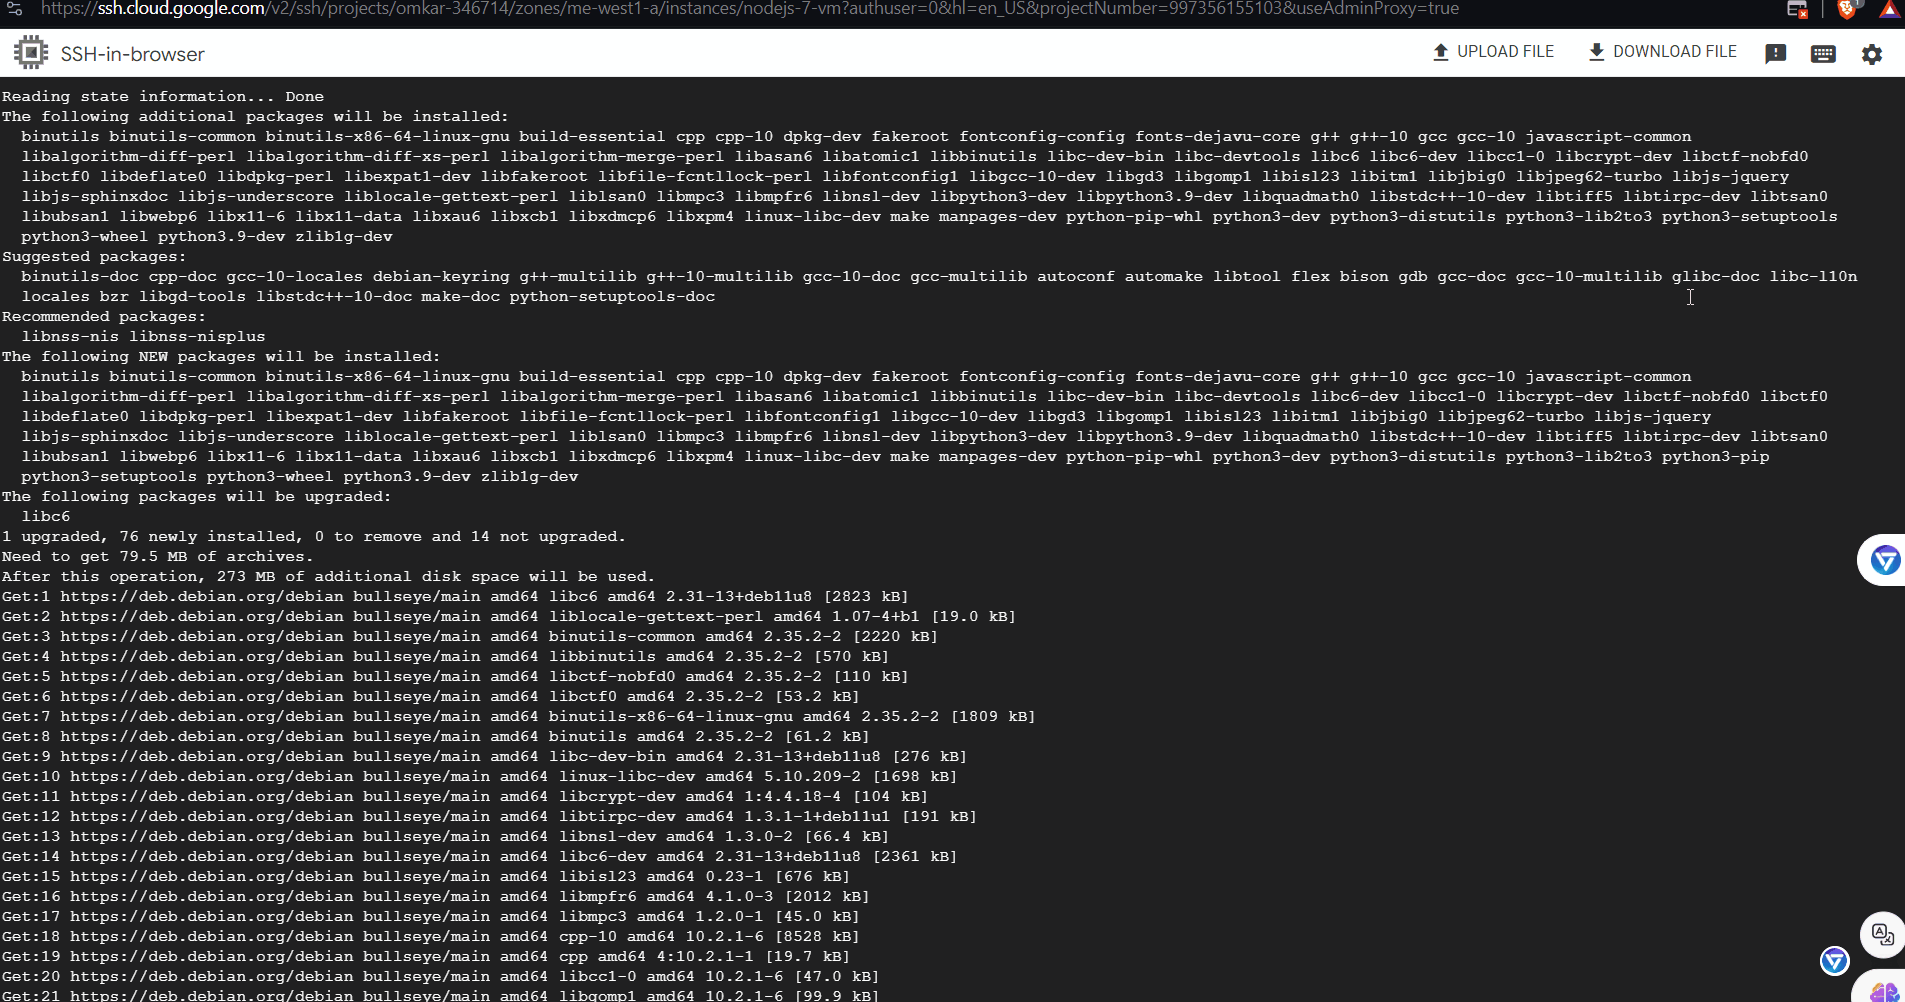 https://ssh.cloud.google.com/v2/ssh/projects/omkar-346714/zones/me-west1-a/instances/nodejs-7-vm?authuser=0&hl=en_US&projectNumber=997356155103&useAdminProxy=true
SSH-in-browser
UPLOAD FILE
DOWNLOAD FILE
Reading state information... Done
The following additional packages will be installed:
  binutils binutils-common binutils-x86-64-linux-gnu build-essential cpp cpp-10 dpkg-dev fakeroot fontconfig-config fonts-dejavu-core g++ g++-10 gcc gcc-10 javascript-common
  libalgorithm-diff-perl libalgorithm-diff-xs-perl libalgorithm-merge-perl libasan6 libatomic1 libbinutils libc-dev-bin libc-devtools libc6 libc6-dev libcc1-0 libcrypt-dev libctf-nobfd0
  libctf0 libdeflate0 libdpkg-perl libexpat1-dev libfakeroot libfile-fcntllock-perl libfontconfig1 libgcc-10-dev libgd3 libgomp1 libisl23 libitm1 libjbig0 libjpeg62-turbo libjs-jquery
  libjs-sphinxdoc libjs-underscore liblocale-gettext-perl liblsan0 libmpc3 libmpfr6 libnsl-dev libpython3-dev libpython3.9-dev libquadmath0 libstdc++-10-dev libtiff5 libtirpc-dev libtsan0
  libubsan1 libwebp6 libx11-6 libx11-data libxau6 libxcb1 libxdmcp6 libxpm4 linux-libc-dev make manpages-dev python-pip-whl python3-dev python3-distutils python3-lib2to3 python3-setuptools
  python3-wheel python3.9-dev zlib1g-dev
Suggested packages:
  binutils-doc cpp-doc gcc-10-locales debian-keyring g++-multilib g++-10-multilib gcc-10-doc gcc-multilib autoconf automake libtool flex bison gdb gcc-doc gcc-10-multilib glibc-doc libc-l10n
  locales bzr libgd-tools libstdc++-10-doc make-doc python-setuptools-doc
Recommended packages:
  libnss-nis libnss-nisplus
The following NEW packages will be installed:
  binutils binutils-common binutils-x86-64-linux-gnu build-essential cpp cpp-10 dpkg-dev fakeroot fontconfig-config fonts-dejavu-core g++ g++-10 gcc gcc-10 javascript-common
  libalgorithm-diff-perl libalgorithm-diff-xs-perl libalgorithm-merge-perl libasan6 libatomic1 libbinutils libc-dev-bin libc-devtools libc6-dev libcc1-0 libcrypt-dev libctf-nobfd0 libctf0
  libdeflate0 libdpkg-perl libexpat1-dev libfakeroot libfile-fcntllock-perl libfontconfig1 libgcc-10-dev libgd3 libgomp1 libisl23 libitm1 libjbig0 libjpeg62-turbo libjs-jquery
  libjs-sphinxdoc libjs-underscore liblocale-gettext-perl liblsan0 libmpc3 libmpfr6 libnsl-dev libpython3-dev libpython3.9-dev libquadmath0 libstdc++-10-dev libtiff5 libtirpc-dev libtsan0
  libubsan1 libwebp6 libx11-6 libx11-data libxau6 libxcb1 libxdmcp6 libxpm4 linux-libc-dev make manpages-dev python-pip-whl python3-dev python3-distutils python3-lib2to3 python3-pip
  python3-setuptools python3-wheel python3.9-dev zlib1g-dev
The following packages will be upgraded:
  libc6
1 upgraded, 76 newly installed, 0 to remove and 14 not upgraded.
Need to get 79.5 MB of archives.
After this operation, 273 MB of additional disk space will be used.
Get:1 https://deb.debian.org/debian bullseye/main amd64 libc6 amd64 2.31-13+deb11u8 [2823 kB]
Get:2 https://deb.debian.org/debian bullseye/main amd64 liblocale-gettext-perl amd64 1.07-4+b1 [19.0 kB]
Get:3 https://deb.debian.org/debian bullseye/main amd64 binutils-common amd64 2.35.2-2 [2220 kB]
Get:4 https://deb.debian.org/debian bullseye/main amd64 libbinutils amd64 2.35.2-2 [570 kB]
Get:5 https://deb.debian.org/debian bullseye/main amd64 libctf-nobfd0 amd64 2.35.2-2 [110 kB]
Get:6 https://deb.debian.org/debian bullseye/main amd64 libctf0 amd64 2.35.2-2 [53.2 kB]
Get:7 https://deb.debian.org/debian bullseye/main amd64 binutils-x86-64-linux-gnu amd64 2.35.2-2 [1809 kB]
Get:8 https://deb.debian.org/debian bullseye/main amd64 binutils amd64 2.35.2-2 [61.2 kB]
Get:9 https://deb.debian.org/debian bullseye/main amd64 libc-dev-bin amd64 2.31-13+deb11u8 [276 kB]
Get:10 https://deb.debian.org/debian bullseye/main amd64 linux-libc-dev amd64 5.10.209-2 [1698 kB]
Get:11 https://deb.debian.org/debian bullseye/main amd64 libcrypt-dev amd64 1:4.4.18-4 [104 kB]
Get:12 https://deb.debian.org/debian bullseye/main amd64 libtirpc-dev amd64 1.3.1-1+deb11u1 [191 kB]
Get:13 https://deb.debian.org/debian bullseye/main amd64 libnsl-dev amd64 1.3.0-2 [66.4 kB]
Get:14 https://deb.debian.org/debian bullseye/main amd64 libc6-dev amd64 2.31-13+deb11u8 [2361 kB]
Get:15 https://deb.debian.org/debian bullseye/main amd64 libisl23 amd64 0.23-1 [676 kB]
Get:16 https://deb.debian.org/debian bullseye/main amd64 libmpfr6 amd64 4.1.0-3 [2012 kB]
Get:17 https://deb.debian.org/debian bullseye/main amd64 libmpc3 amd64 1.2.0-1 [45.0 kB]
Get:18 https://deb.debian.org/debian bullseye/main amd64 cpp-10 amd64 10.2.1-6 [8528 kB]
Get:19 https://deb.debian.org/debian bullseye/main amd64 cpp amd64 4:10.2.1-1 [19.7 kB]
Get:20 https://deb.debian.org/debian bullseye/main amd64 libcc1-0 amd64 10.2.1-6 [47.0 kB]
Get:21 https://deb.debian.org/debian bullseye/main amd64 libgomp1 amd64 10.2.1-6 [99.9 kB]